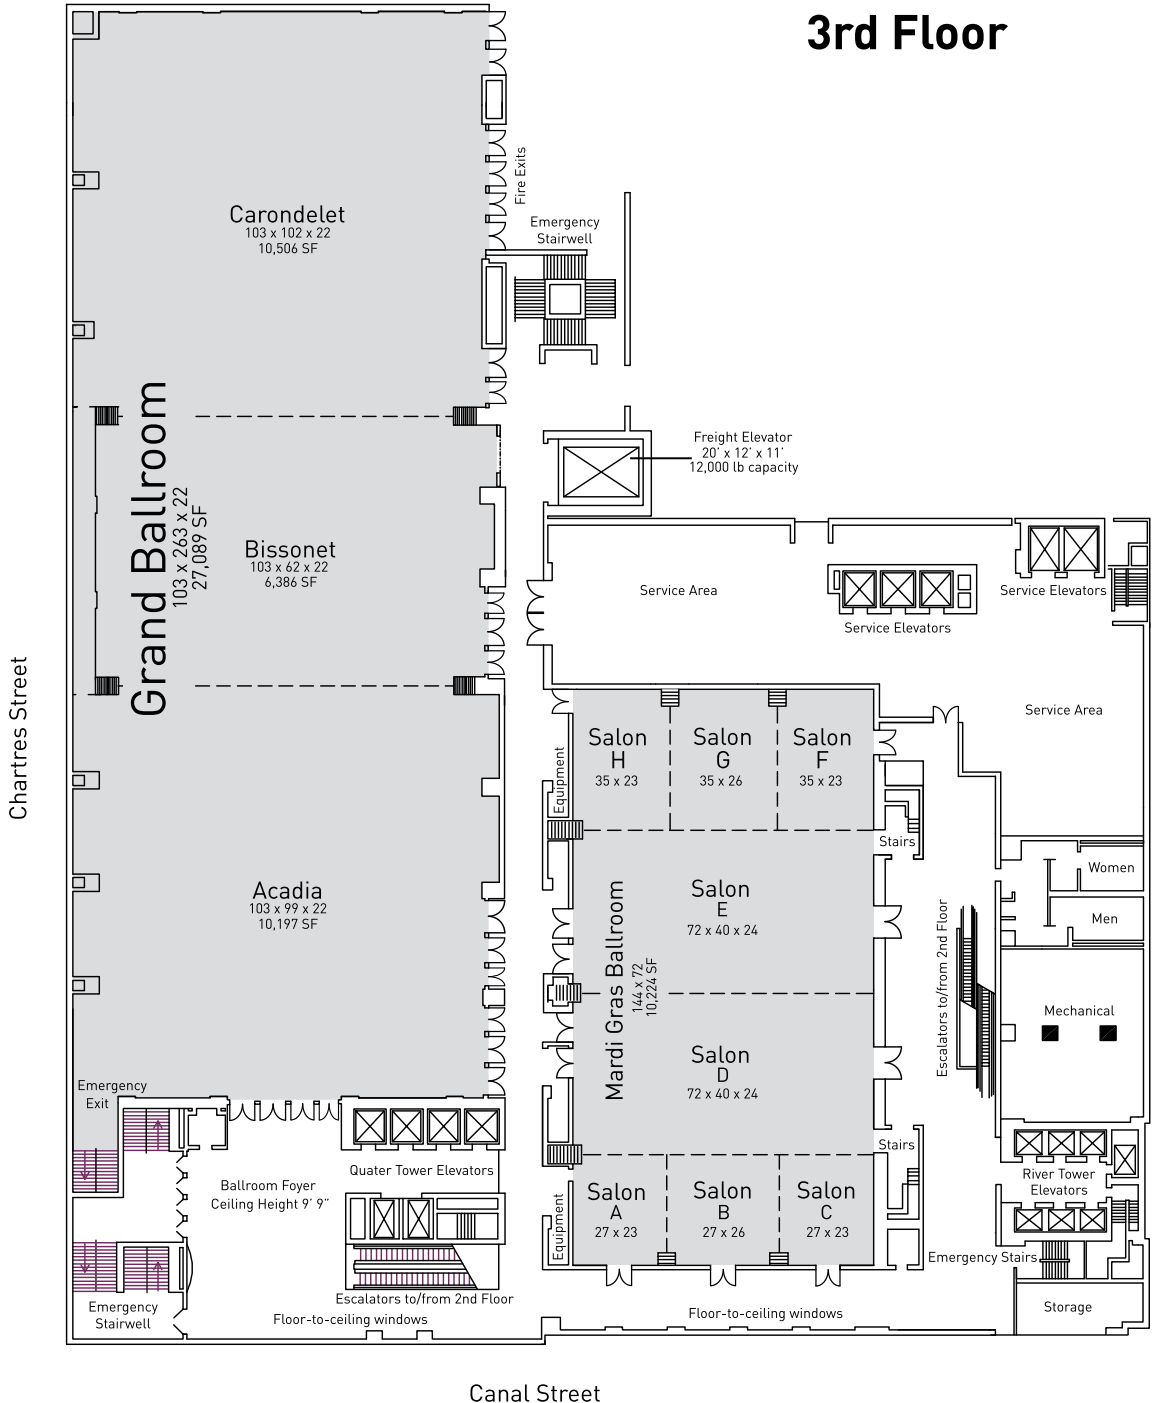 3rd Floor
Fire Exits
Carondelet
103 x 102 x 22
10,506 SF
Emergency
Stairwell
Grand Ballroom
103 x 263 x 22
27,089 SF
Freight Elevator
20' x 12' x 11'
12,000 lb capacity
Bissonet
103 x 62 x 22
6,386 SF
Service Area
Service Elevators
Service Elevators
Service Area
Chartres Street
Equipment
Salon
H
35 x 23
Salon
G
35 x 26
Salon
F
35 x 23
Stairs
Women
Men
Acadia
103 x 99 x 22
10,197 SF
Mardi Gras Ballroom
144 x 72
10,224 SF
Salon
E
72 x 40 x 24
Escalators to/from 2nd Floor
Mechanical
Salon
D
72 x 40 x 24
Emergency
Exit
Stairs
Quater Tower Elevators
River Tower
Elevators
Ballroom Foyer
Ceiling Height 9' 9"
Equipment
Salon
A
27 x 23
Salon
B
27 x 26
Salon
C
27 x 23
Emergency Stairs
Escalators to/from 2nd Floor
Emergency
Stairwell
Floor-to-ceiling windows
Floor-to-ceiling windows
Storage
Canal Street